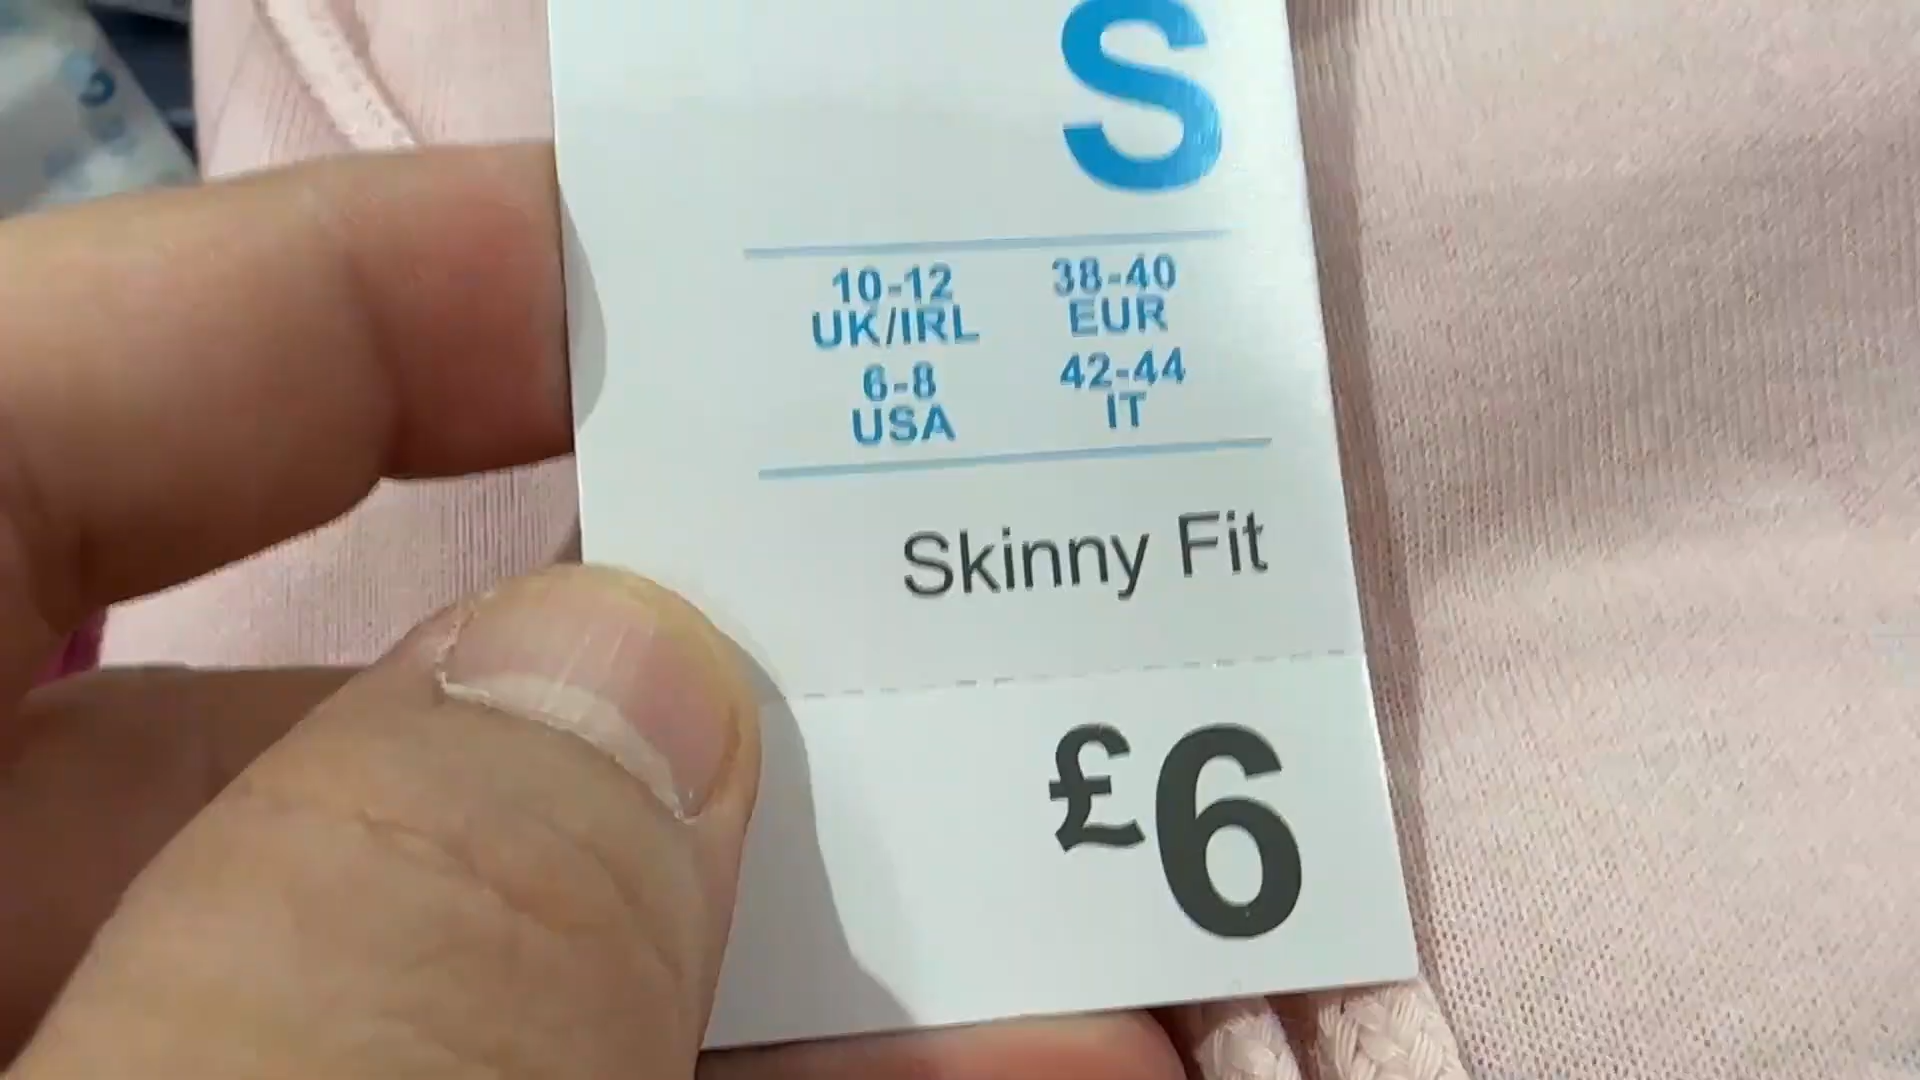 S
10-12 38-40
UK/IRL EUR
6-8 42-44
USA IT
Skinny Fit
£6